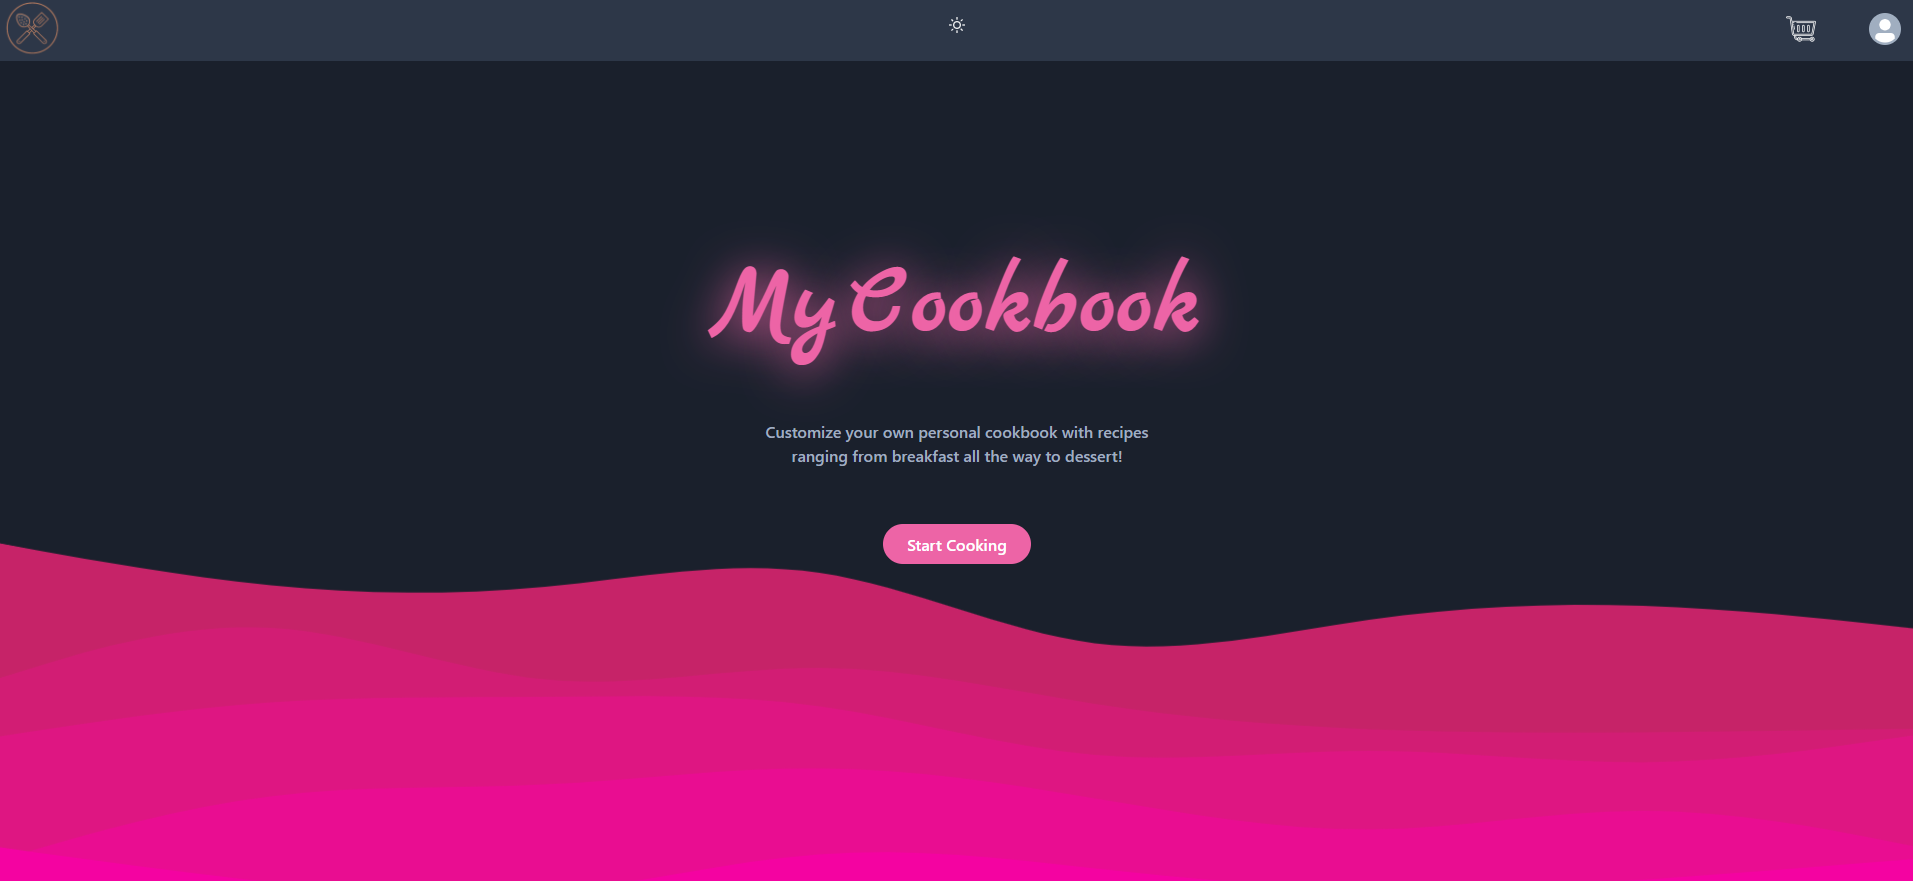 My Cookbook
Customize your own personal cookbook with recipes
ranging from breakfast all the way to dessert!
Start Cooking